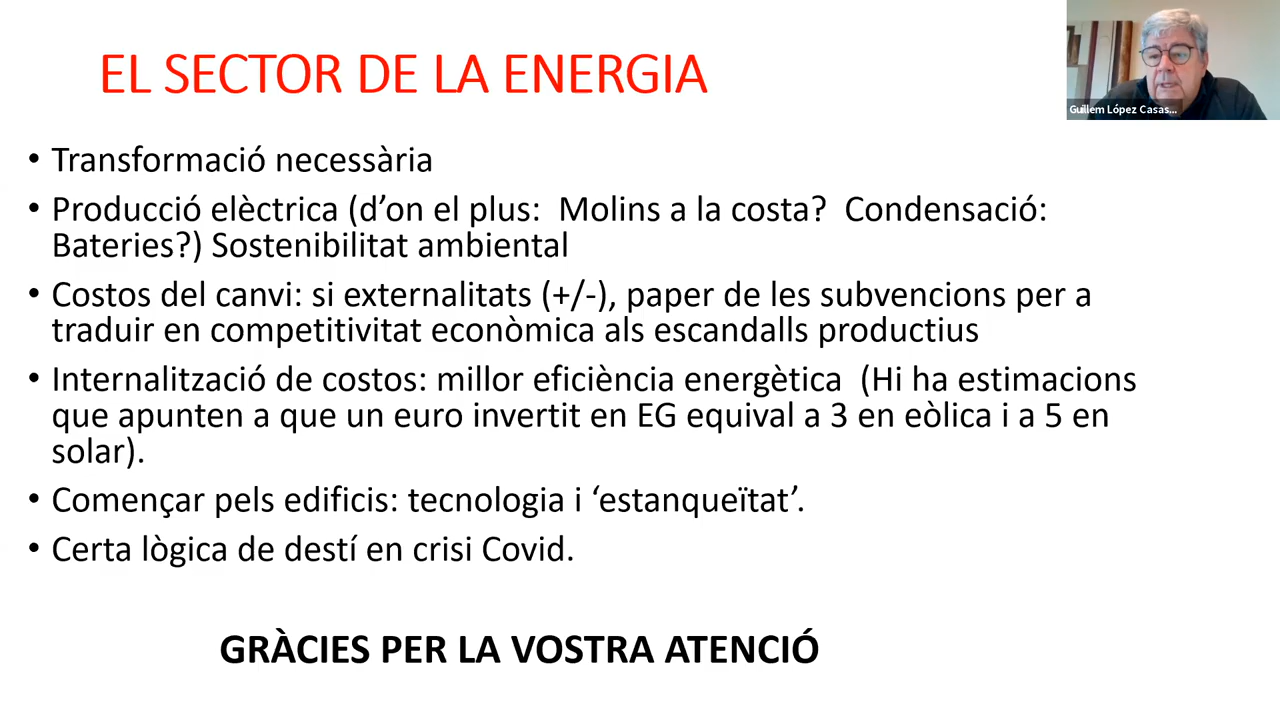 EL SECTOR DE LA ENERGIA
Guillem López Casas...
• Transformació necessària
• Producció elèctrica (d’on el plus:  Molins a la costa?  Condensació:
Bateries?) Sostenibilitat ambiental
• Costos del canvi: si externalitats (+/-), paper de les subvencions per a
traduir en competitivitat econòmica als escandalls productius
• Internalització de costos: millor eficiència energètica  (Hi ha estimacions
que apunten a que un euro invertit en EG equival a 3 en eòlica i a 5 en
solar).
• Començar pels edificis: tecnologia i ‘estanqueïtat’.
• Certa lògica de destí en crisi Covid.
GRÀCIES PER LA VOSTRA ATENCIÓ